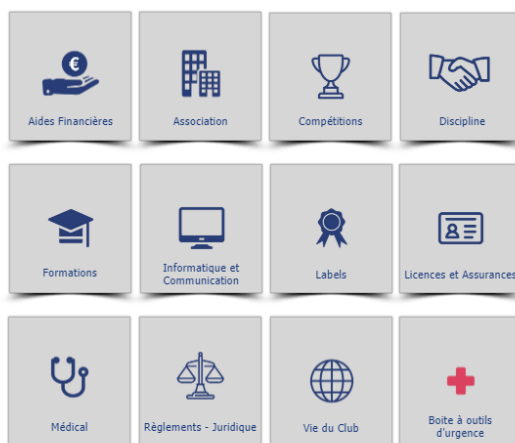 Aides Financières
Association
Compétitions
Discipline
Formations
Informatique et
Communication
Labels
Licences et Assurances
Médical
Règlements - Juridique
Vie du Club
Boite à outils
d'urgence